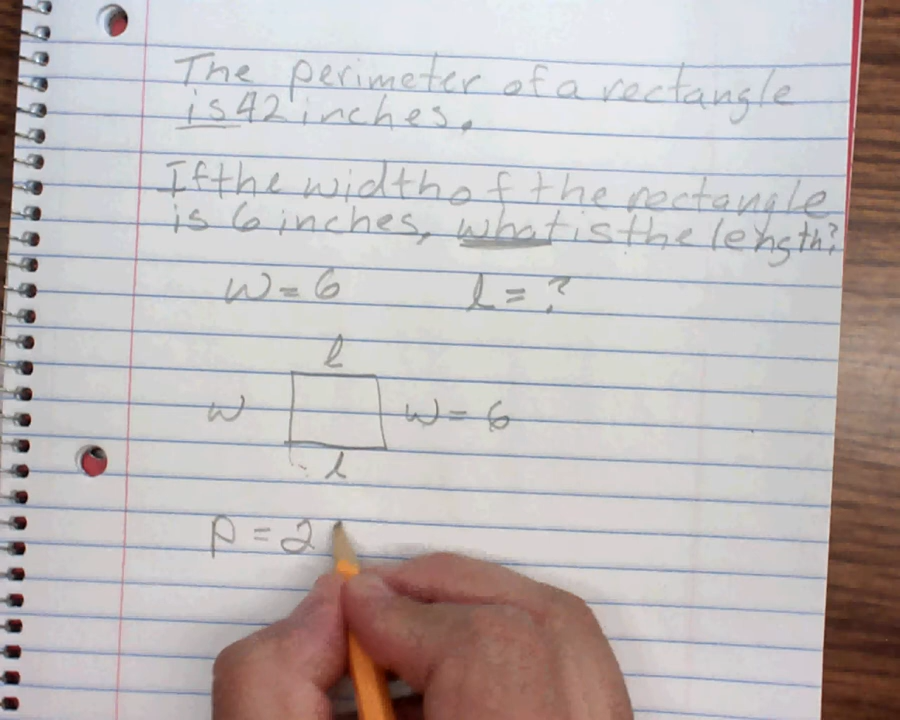 The perimeter of a rectangle
is 42 inches.
If the width of the rectangle
is 6 inches, what is the length?
w = 6 l = ?
l
w w = 6
l
P = 2